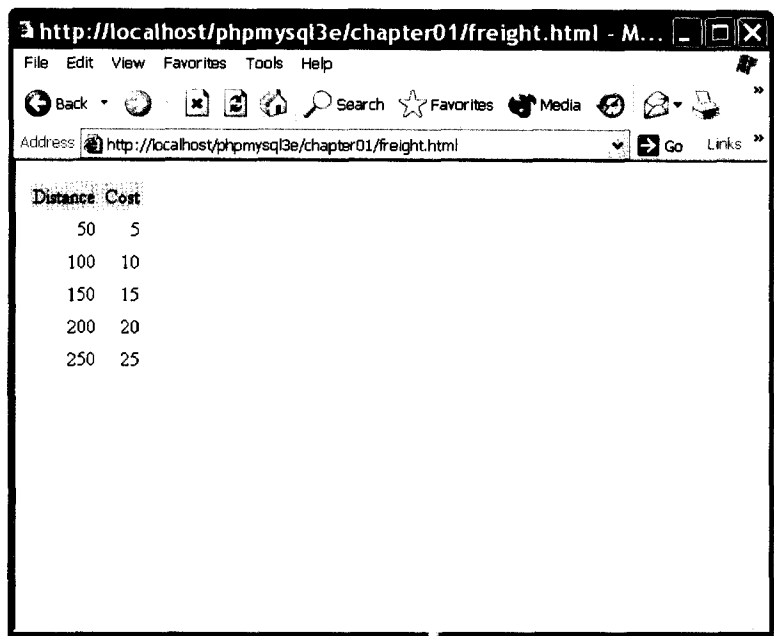 http://localhost/phpmysql3e/chapter01/freight.html - M...
File Edit View Favorites Tools Help
Back Search Favorites Media »
Address http://localhost/phpmysql3e/chapter01/freight.html Go Links »
Distance Cost
50 5
100 10
150 15
200 20
250 25